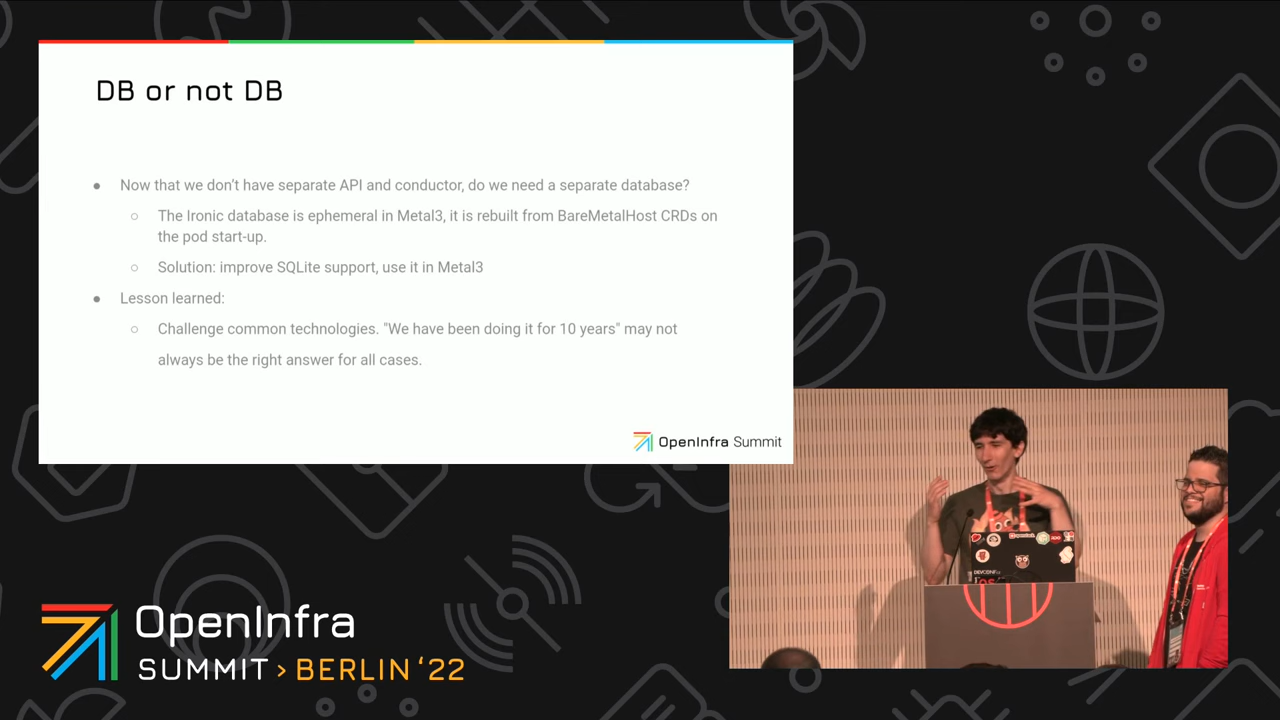 DB or not DB
● Now that we don't have separate API and conductor, do we need a separate database?
○ The Ironic database is ephemeral in Metal3, it is rebuilt from BareMetalHost CRDs on
the pod start-up.
○ Solution: improve SQLite support, use it in Metal3
● Lesson learned:
○ Challenge common technologies. "We have been doing it for 10 years" may not
always be the right answer for all cases.
OpenInfra Summit
OpenInfra
SUMMIT > BERLIN '22